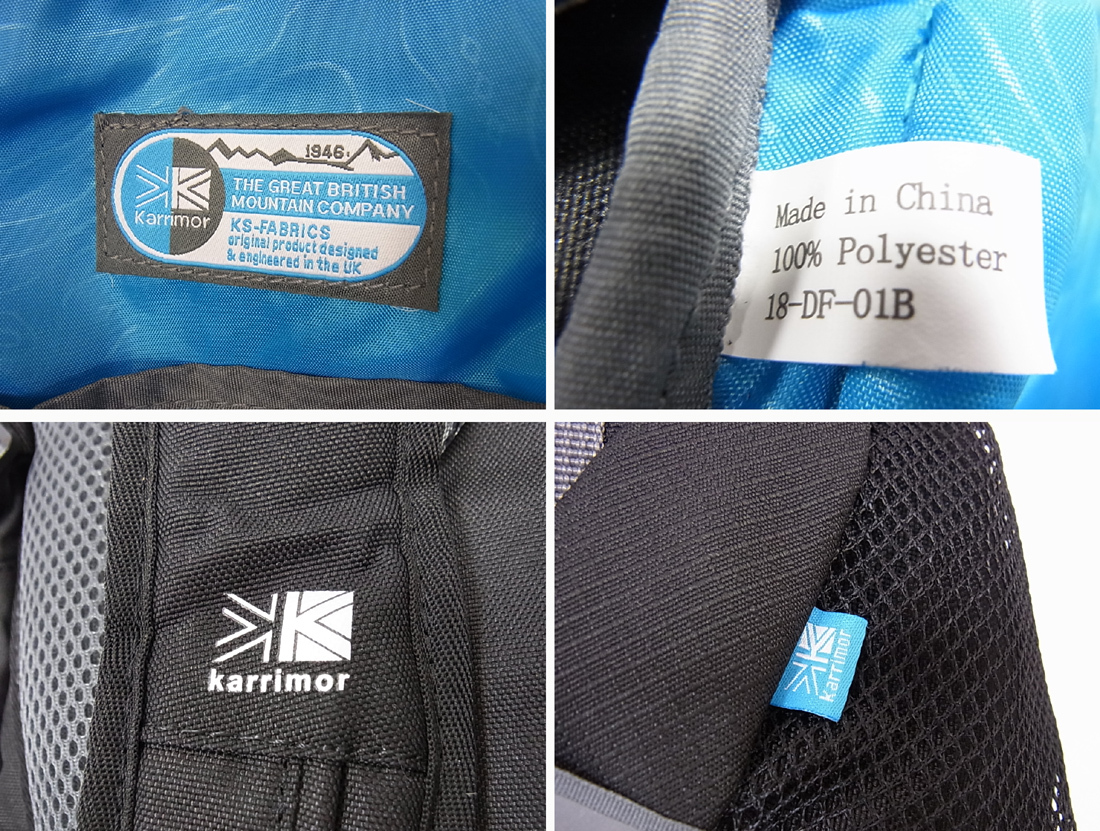 1946
Karrimor
THE GREAT BRITISH
MOUNTAIN COMPANY
KS-FABRICS
original product designed
& engineered in the UK
Made in China
100% Polyester
18-DF-01B
karrimor
karrimor